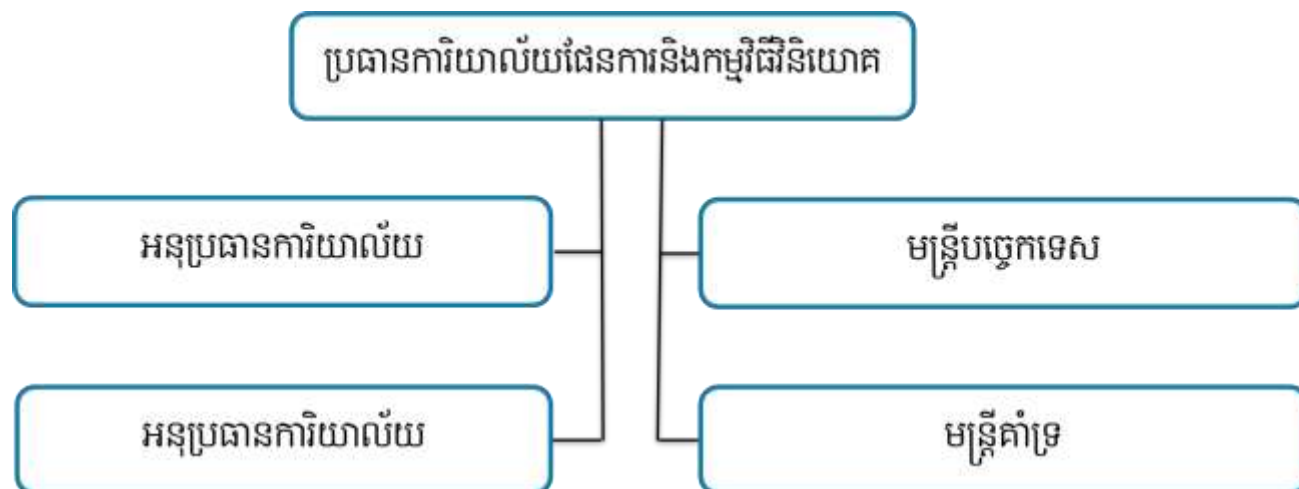 ប្រធានការិយាល័យផែនការនិងកម្មវិធីវិនិយោគ
អនុប្រធានការិយាល័យ
មន្ត្រីបច្ចេកទេស
អនុប្រធានការិយាល័យ
មន្ត្រីគាំទ្រ